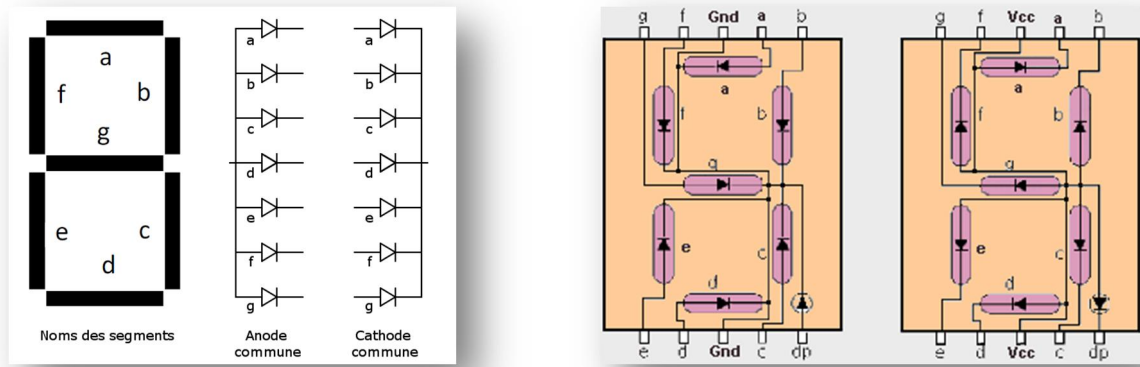 a
f
b
g
e
c
d
Noms des segments
a
b
c
d
e
f
g
Anode
commune
a
b
c
d
e
f
g
Cathode
commune
g f Gnd a b
a
f b
g
e c
d
e d Gnd c dp
g f Vcc a b
a
f b
g
e c
d
e d Vcc c dp